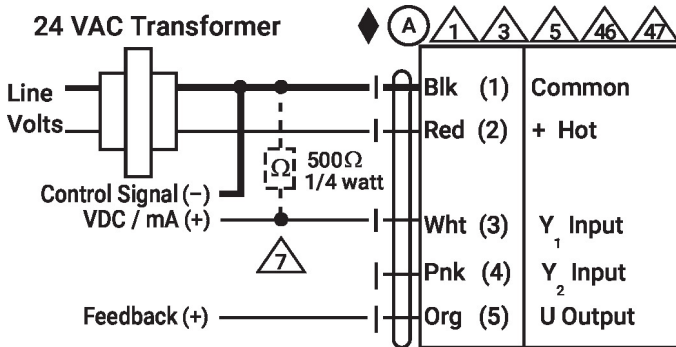 24 VAC Transformer
A 1 3 5 46 47
Line
Volts
Blk (1) Common
Red (2) + Hot
Ω 500Ω
1/4 watt
Control Signal (−)
VDC / mA (+)
7
Wht (3) Y₁ Input
Pnk (4) Y₂ Input
Feedback (+)
Org (5) U Output